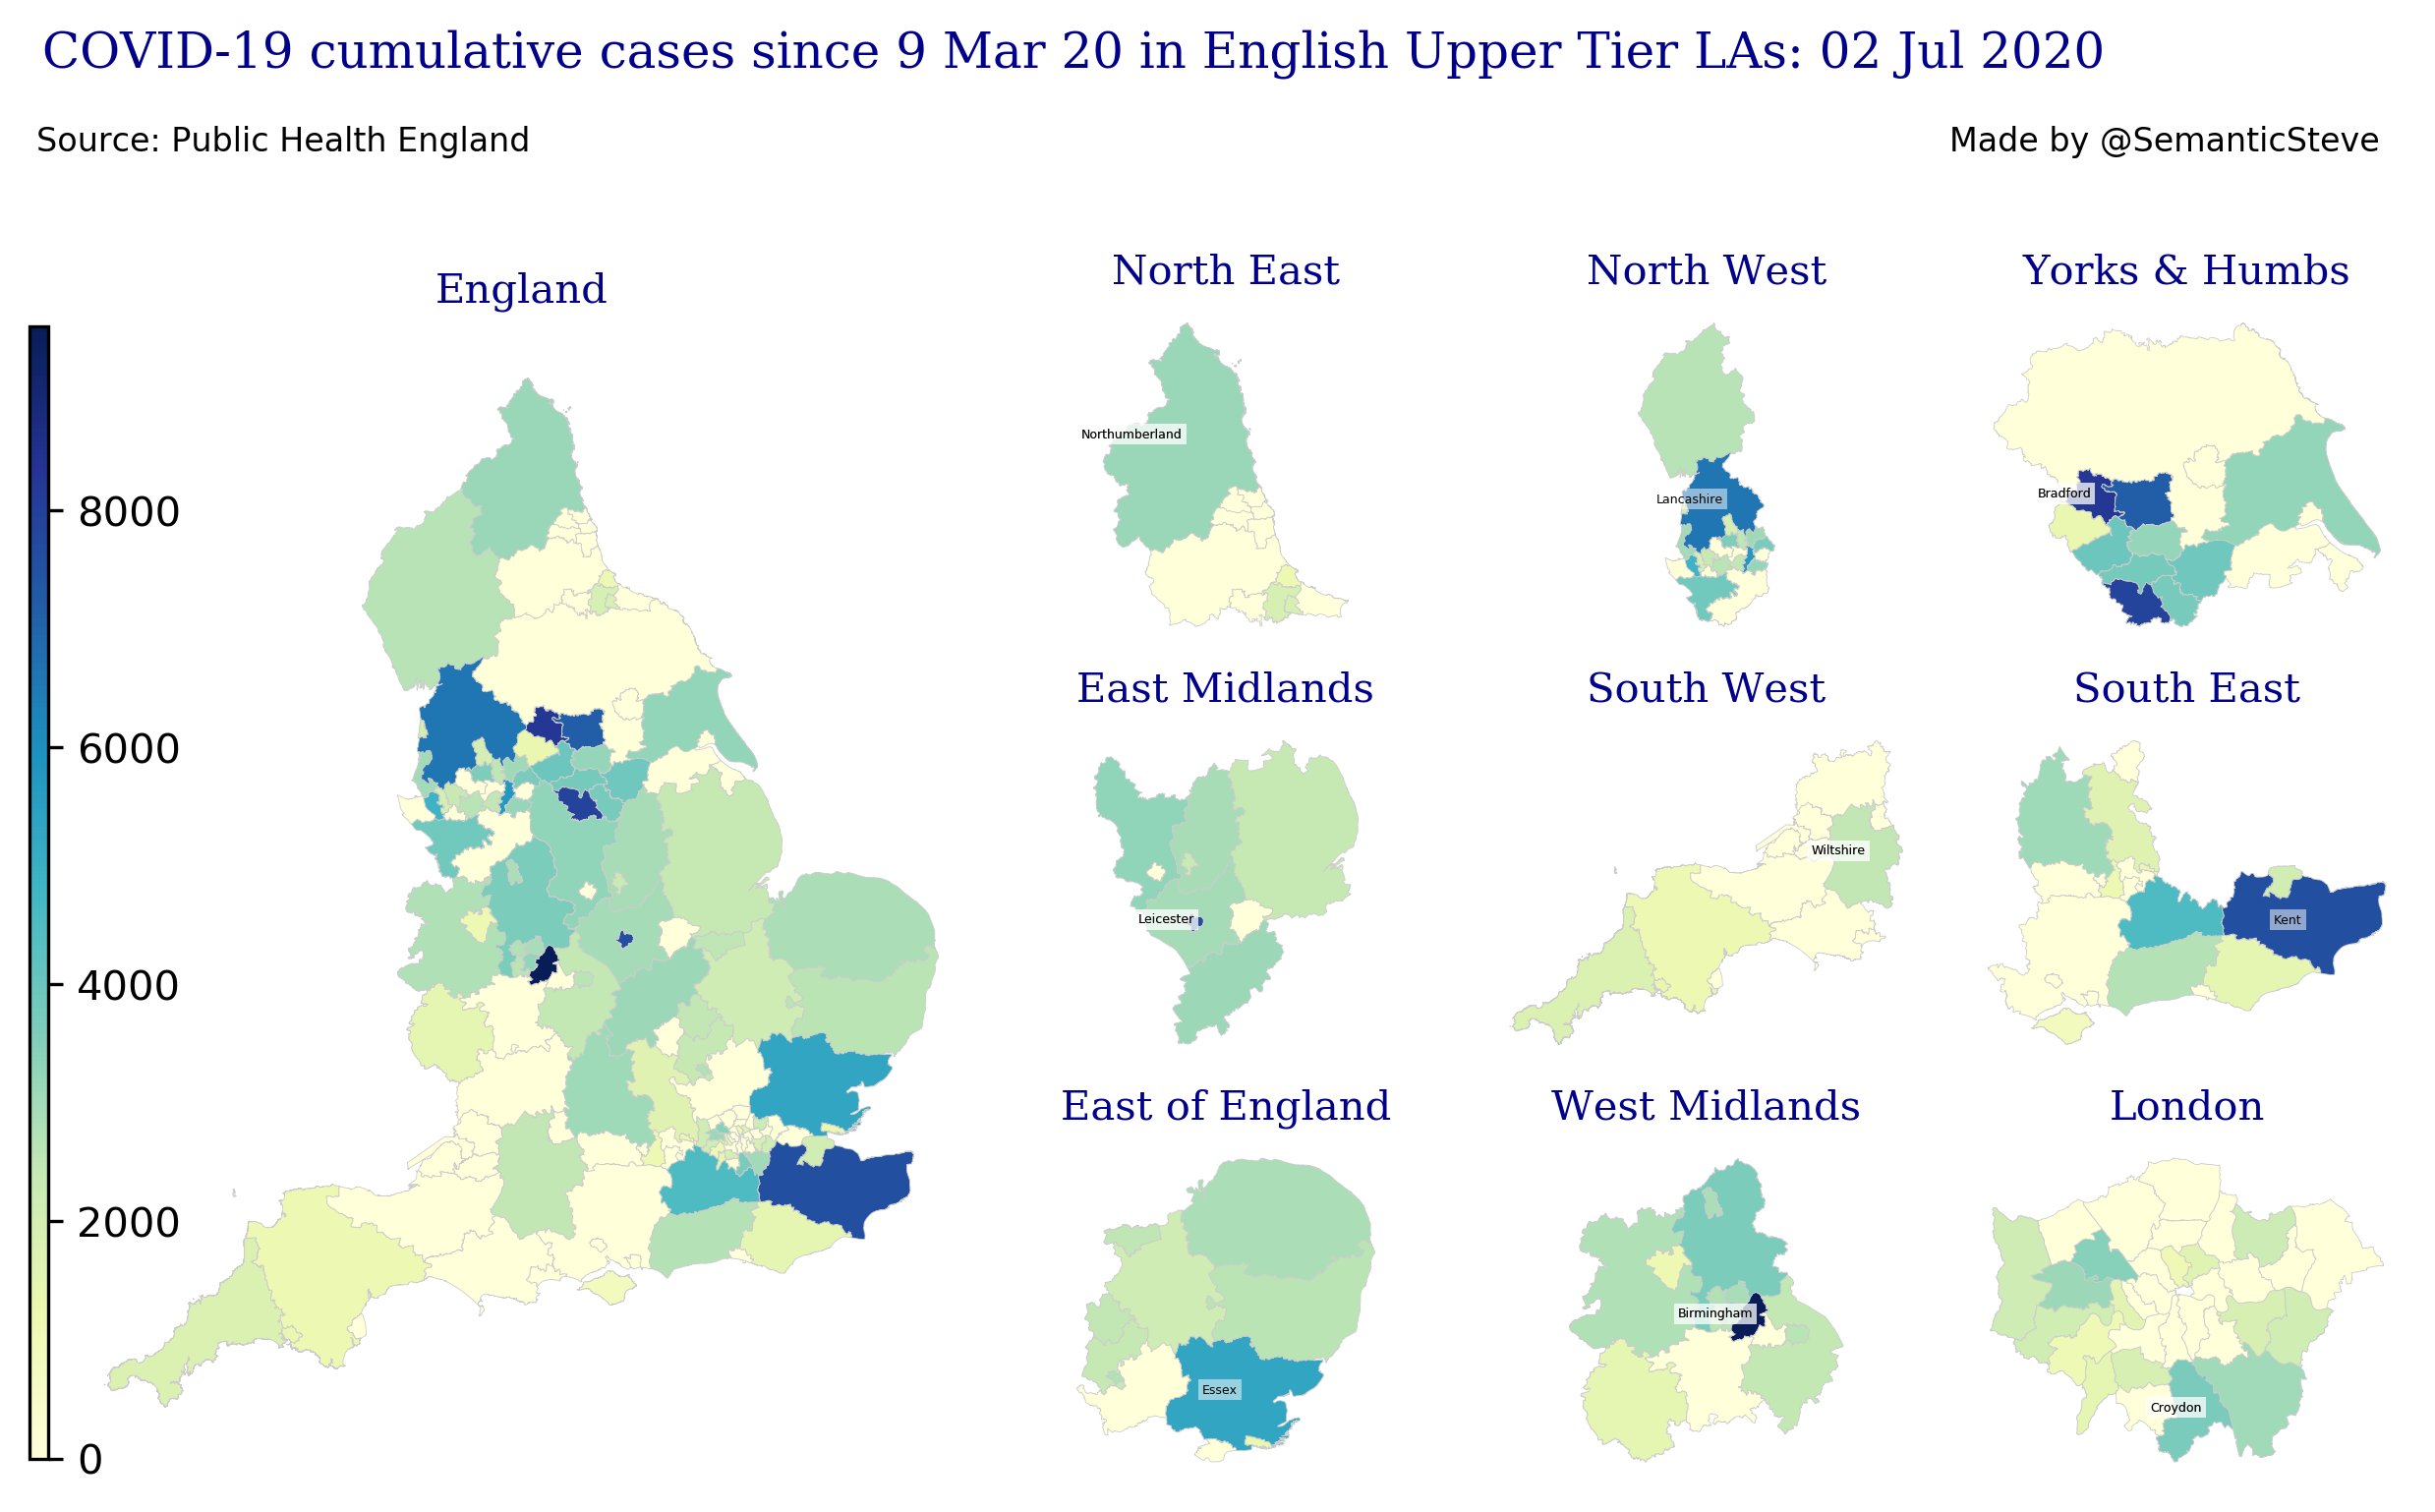 COVID-19 cumulative cases since 9 Mar 20 in English Upper Tier LAs: 02 Jul 2020
Source: Public Health England
Made by @SemanticSteve
England
8000
6000
4000
2000
0
North East
Northumberland
North West
Lancashire
Yorks & Humbs
Bradford
East Midlands
Leicester
South West
Wiltshire
South East
Kent
East of England
Essex
West Midlands
Birmingham
London
Croydon